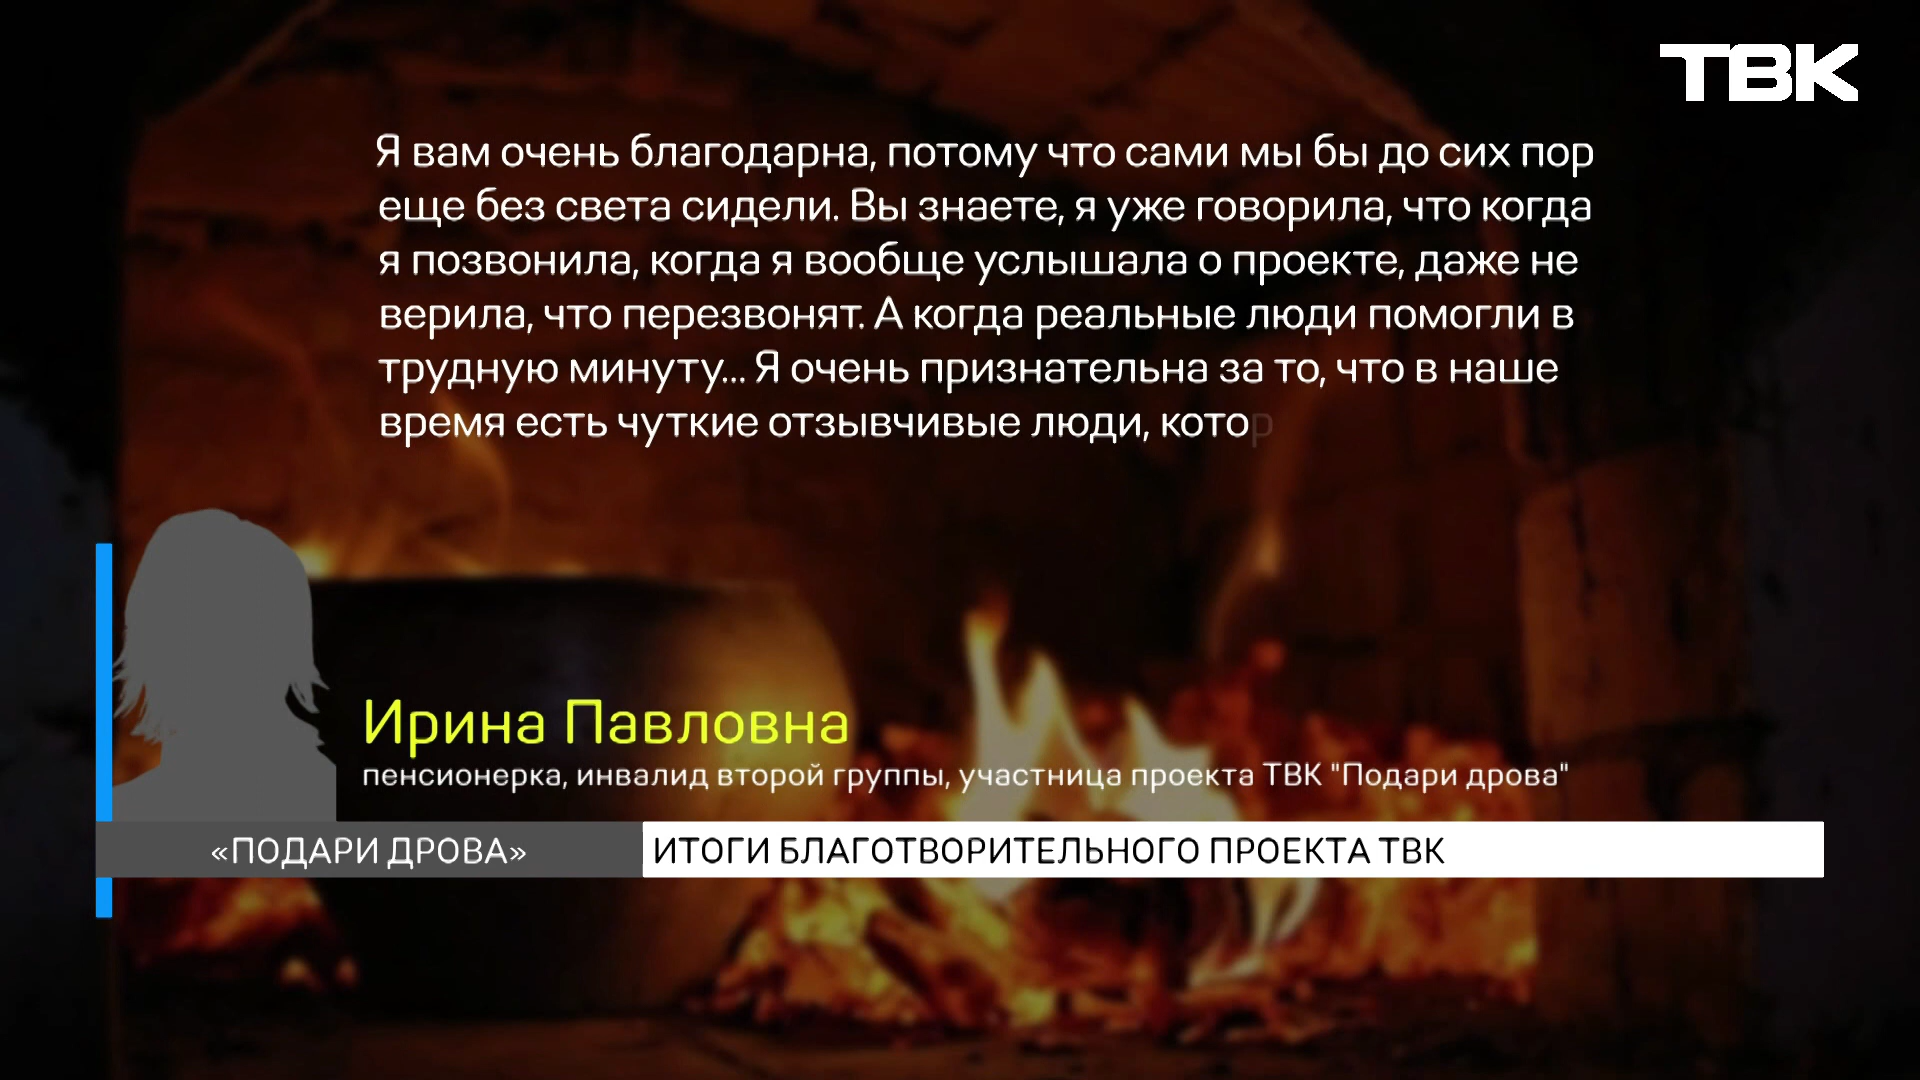 ТВК
Я вам очень благодарна, потому что сами мы бы до сих пор
еще без света сидели. Вы знаете, я уже говорила, что когда
я позвонила, когда я вообще услышала о проекте, даже не
верила, что перезвонят. А когда реальные люди помогли в
трудную минуту... Я очень признательна за то, что в наше
время есть чуткие отзывчивые люди, котор
Ирина Павловна
пенсионерка, инвалид второй группы, участница проекта ТВК "Подари дрова"
«ПОДАРИ ДРОВА»
ИТОГИ БЛАГОТВОРИТЕЛЬНОГО ПРОЕКТА ТВК